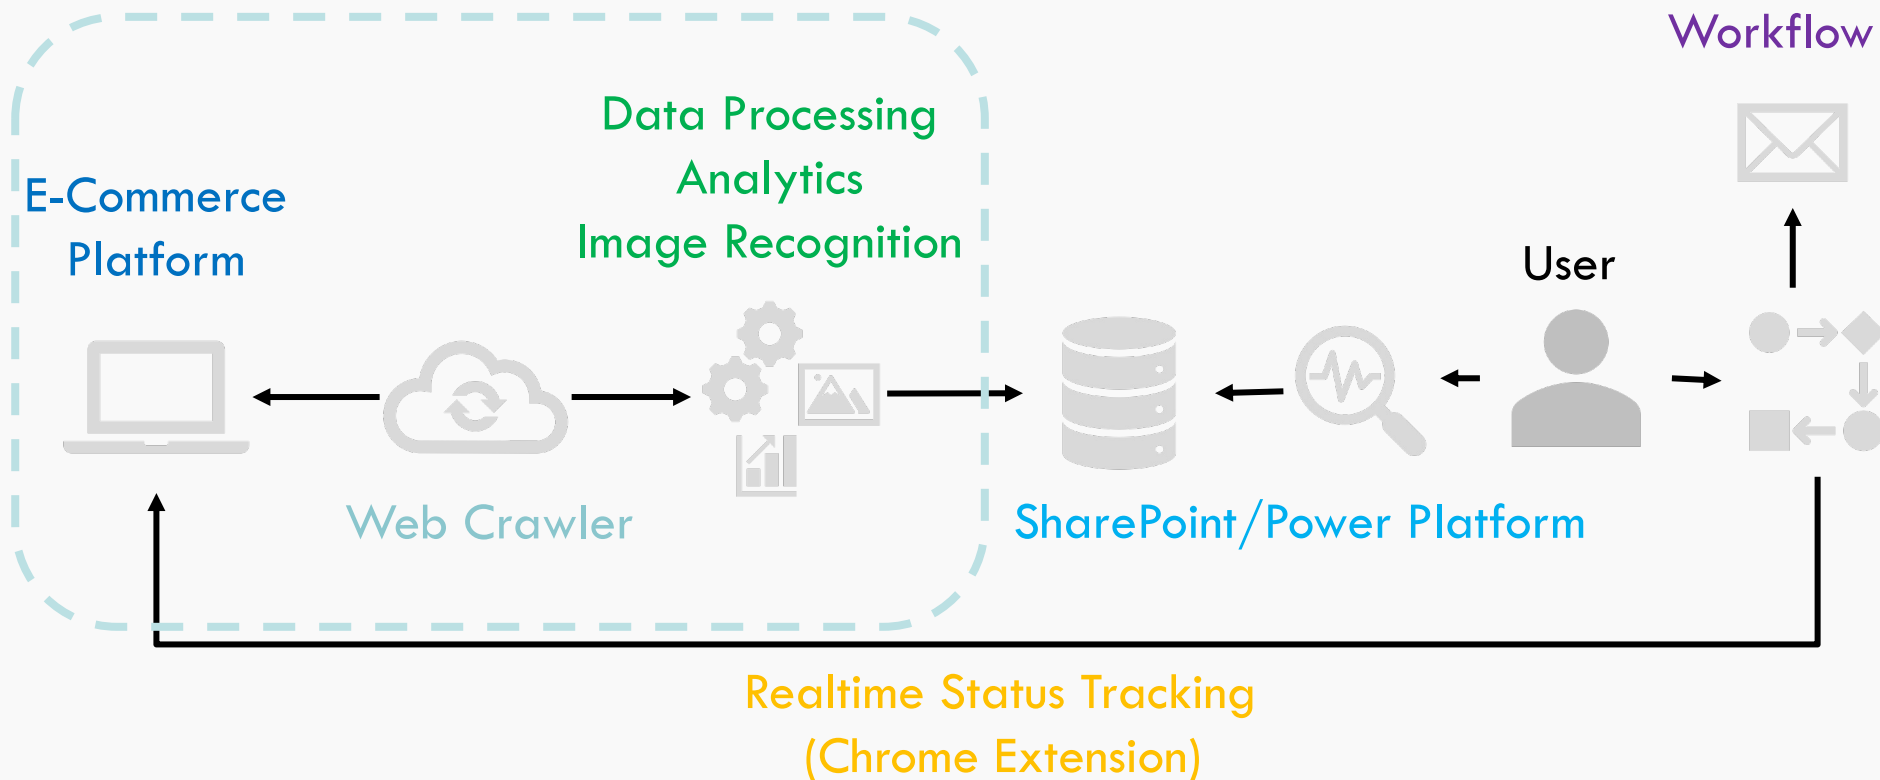 Workflow
Data Processing
Analytics
Image Recognition
E-Commerce
Platform
User
Web Crawler
SharePoint/Power Platform
Realtime Status Tracking
(Chrome Extension)